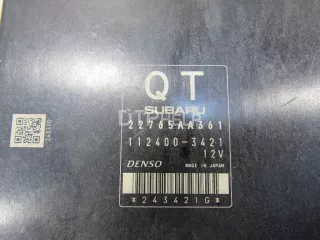 QT
SUBARU
22765AA361
112400-3421
12V
DENSO
MADE IN JAPAN
*243421G*